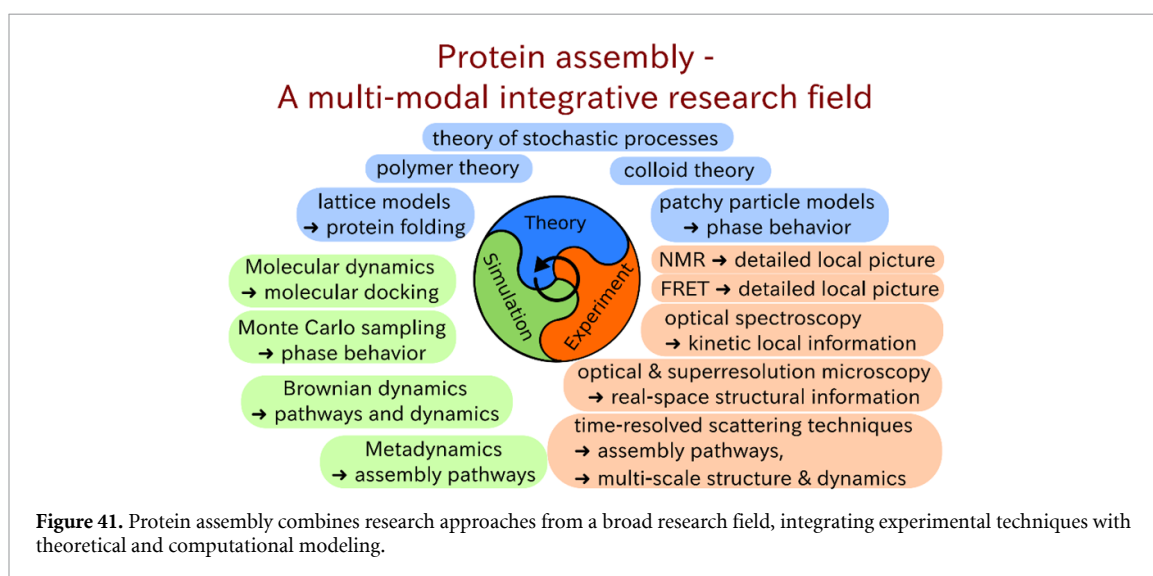 Protein assembly -
A multi-modal integrative research field
theory of stochastic processes
polymer theory
colloid theory
lattice models
➜ protein folding
patchy particle models
➜ phase behavior
Theory
Simulation
Experiment
Molecular dynamics
➜ molecular docking
Monte Carlo sampling
➜ phase behavior
Brownian dynamics
➜ pathways and dynamics
Metadynamics
➜ assembly pathways
NMR ➜ detailed local picture
FRET ➜ detailed local picture
optical spectroscopy
➜ kinetic local information
optical & superresolution microscopy
➜ real-space structural information
time-resolved scattering techniques
➜ assembly pathways,
➜ multi-scale structure & dynamics
Figure 41. Protein assembly combines research approaches from a broad research field, integrating experimental techniques with
theoretical and computational modeling.